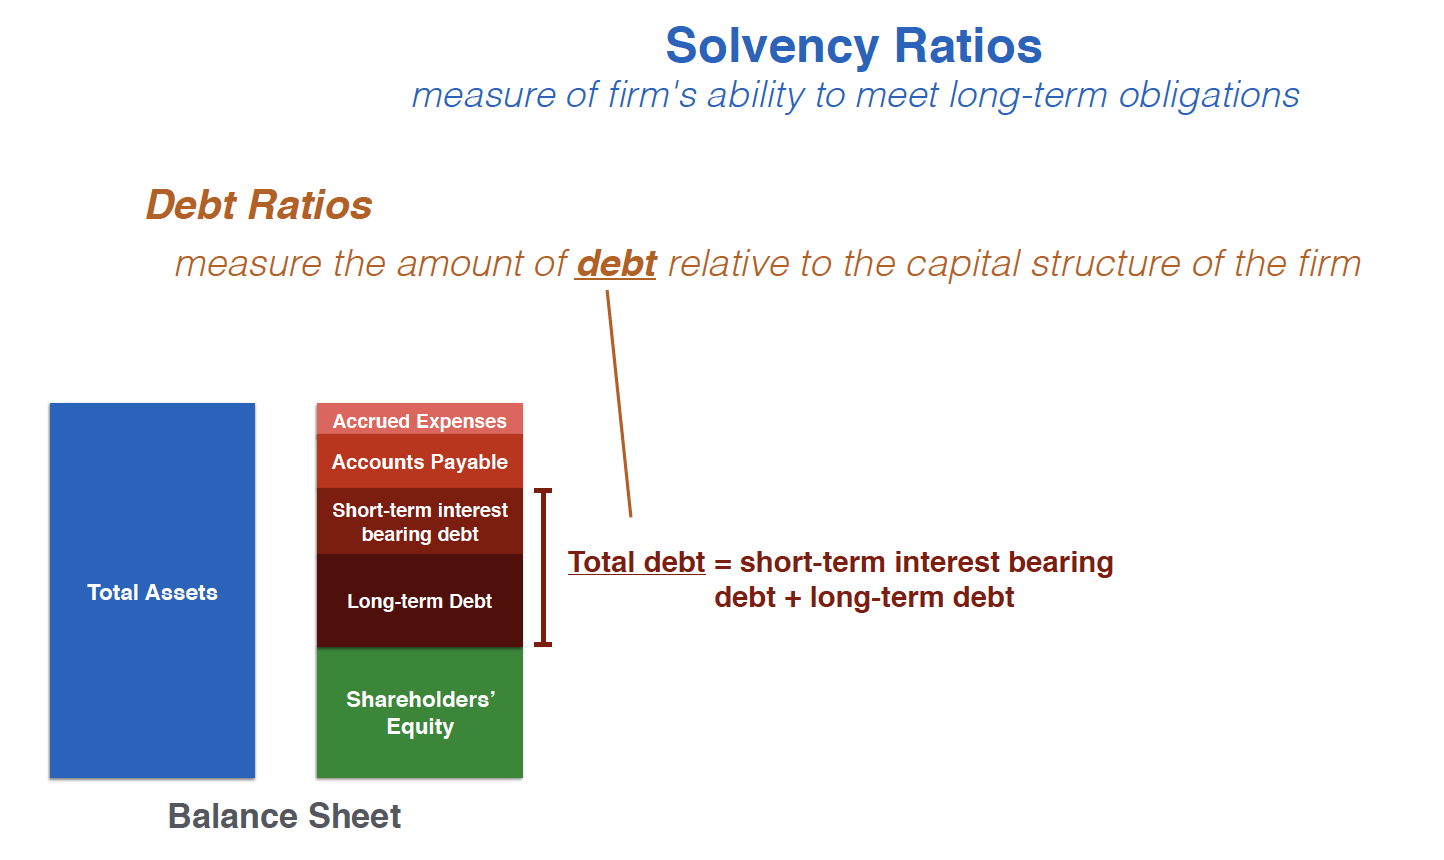 Solvency Ratios
measure of firm's ability to meet long-term obligations
Debt Ratios
measure the amount of debt relative to the capital structure of the firm
Total Assets
Accrued Expenses
Accounts Payable
Short-term interest
bearing debt
Long-term Debt
Shareholders’
Equity
Total debt = short-term interest bearing
debt + long-term debt
Balance Sheet